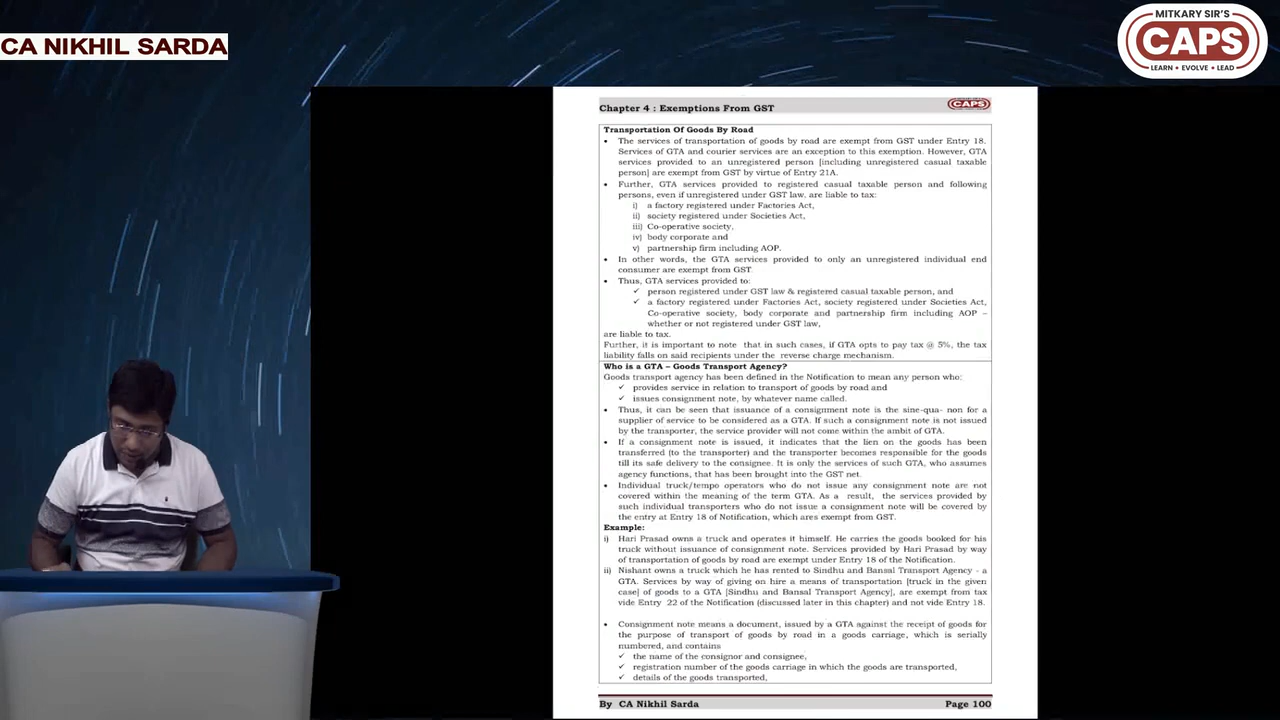 CA NIKHIL SARDA
MITKARY SIR'S
CAPS
LEARN • EVOLVE • LEAD
Chapter 4 : Exemptions From GST
CAPS
Transportation Of Goods By Road
• The services of transportation of goods by road are exempt from GST under Entry 18.
Services of GTA and courier services are an exception to this exemption. However, GTA
services provided to an unregistered person [including unregistered casual taxable
person] are exempt from GST by virtue of Entry 21A.
• Further, GTA services provided to registered casual taxable person and following
persons, even if unregistered under GST law. are liable to tax:
i) a factory registered under Factories Act,
ii) society registered under Societies Act,
iii) Co-operative society,
iv) body corporate and
v) partnership firm including AOP.
• In other words, the GTA services provided to only an unregistered individual end
consumer are exempt from GST.
• Thus, GTA services provided to:
✓ person registered under GST law & registered casual taxable person, and
✓ a factory registered under Factories Act, society registered under Societies Act,
Co-operative society, body corporate and partnership firm including AOP –
whether or not registered under GST law,
are liable to tax.
Further, it is important to note that in such cases, if GTA opts to pay tax @ 5%, the tax
liability falls on said recipients under the reverse charge mechanism.
Who is a GTA – Goods Transport Agency?
Goods transport agency has been defined in the Notification to mean any person who:
✓ provides service in relation to transport of goods by road and
✓ issues consignment note, by whatever name called.
• Thus, it can be seen that issuance of a consignment note is the sine-qua- non for a
supplier of service to be considered as a GTA. If such a consignment note is not issued
by the transporter, the service provider will not come within the ambit of GTA.
• If a consignment note is issued, it indicates that the lien on the goods has been
transferred (to the transporter) and the transporter becomes responsible for the goods
till its safe delivery to the consignee. It is only the services of such GTA, who assumes
agency functions, that has been brought into the GST net.
• Individual truck/tempo operators who do not issue any consignment note are not
covered within the meaning of the term GTA. As a result, the services provided by
such individual transporters who do not issue a consignment note will be covered by
the entry at Entry 18 of Notification, which ares exempt from GST.
Example:
i) Hari Prasad owns a truck and operates it himself. He carries the goods booked for his
truck without issuance of consignment note. Services provided by Hari Prasad by way
of transportation of goods by road are exempt under Entry 18 of the Notification.
ii) Nishant owns a truck which he has rented to Sindhu and Bansal Transport Agency - a
GTA. Services by way of giving on hire a means of transportation [truck in the given
case] of goods to a GTA [Sindhu and Bansal Transport Agency], are exempt from tax
vide Entry 22 of the Notification (discussed later in this chapter) and not vide Entry 18.
• Consignment note means a document, issued by a GTA against the receipt of goods for
the purpose of transport of goods by road in a goods carriage, which is serially
numbered, and contains
✓ the name of the consignor and consignee,
✓ registration number of the goods carriage in which the goods are transported,
✓ details of the goods transported,
By CA Nikhil Sarda
Page 100